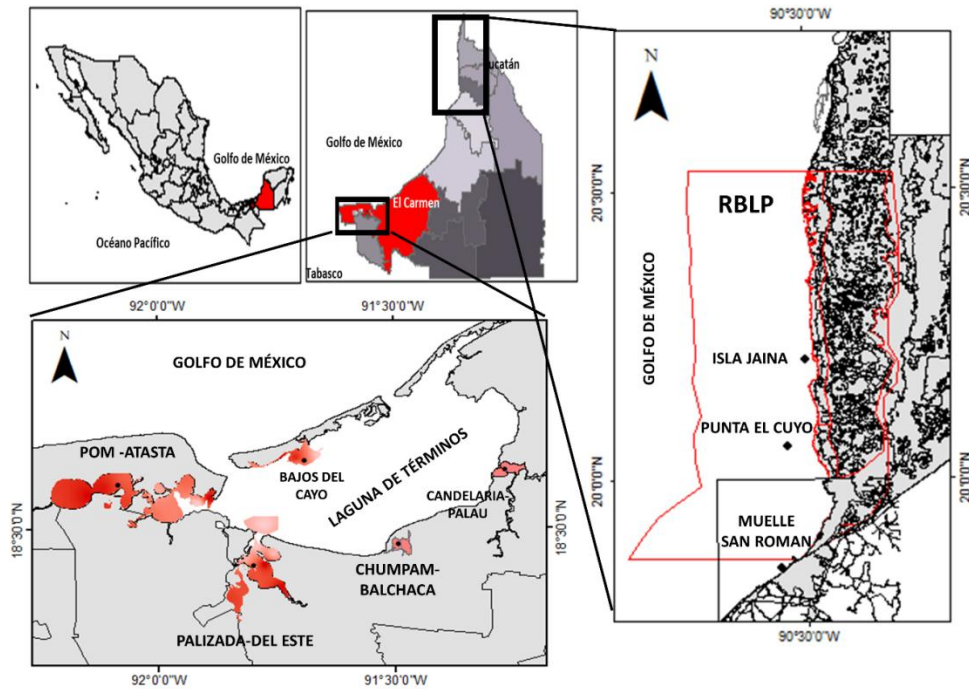 Golfo de México
Océano Pacífico
ucatán
Golfo de México
El Carmen
Tabasco
90°30'0"W
N
20°30'0"N
20°30'0"N
RBLP
GOLFO DE MÉXICO
ISLA JAINA
PUNTA EL CUYO
20°0'0"N
20°0'0"N
MUELLE
SAN ROMAN
90°30'0"W
92°0'0"W
91°30'0"W
N
GOLFO DE MÉXICO
POM -ATASTA
BAJOS DEL
CAYO
LAGUNA DE TÉRMINOS
CANDELARIA
PALAU
18°30'0"N
18°30'0"N
CHUMPAM-
BALCHACA
PALIZADA-DEL ESTE
92°0'0"W
91°30'0"W